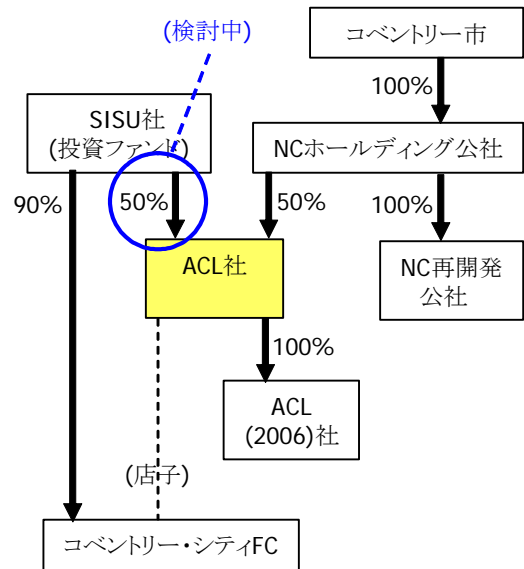 (検討中)
コベントリー市
100%
SISU社
(投資ファンド)
NCホールディング公社
90%
50%
50%
100%
ACL社
NC再開発
公社
100%
ACL
(2006)社
(店子)
コベントリー・シティFC